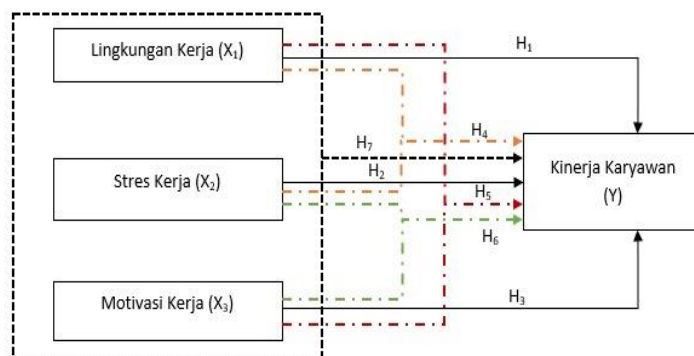 Lingkungan Kerja (X₁)
H₁
H₄
H₇
Stres Kerja (X₂)
H₂
Kinerja Karyawan
(Y)
H₅
H₆
Motivasi Kerja (X₃)
H₃